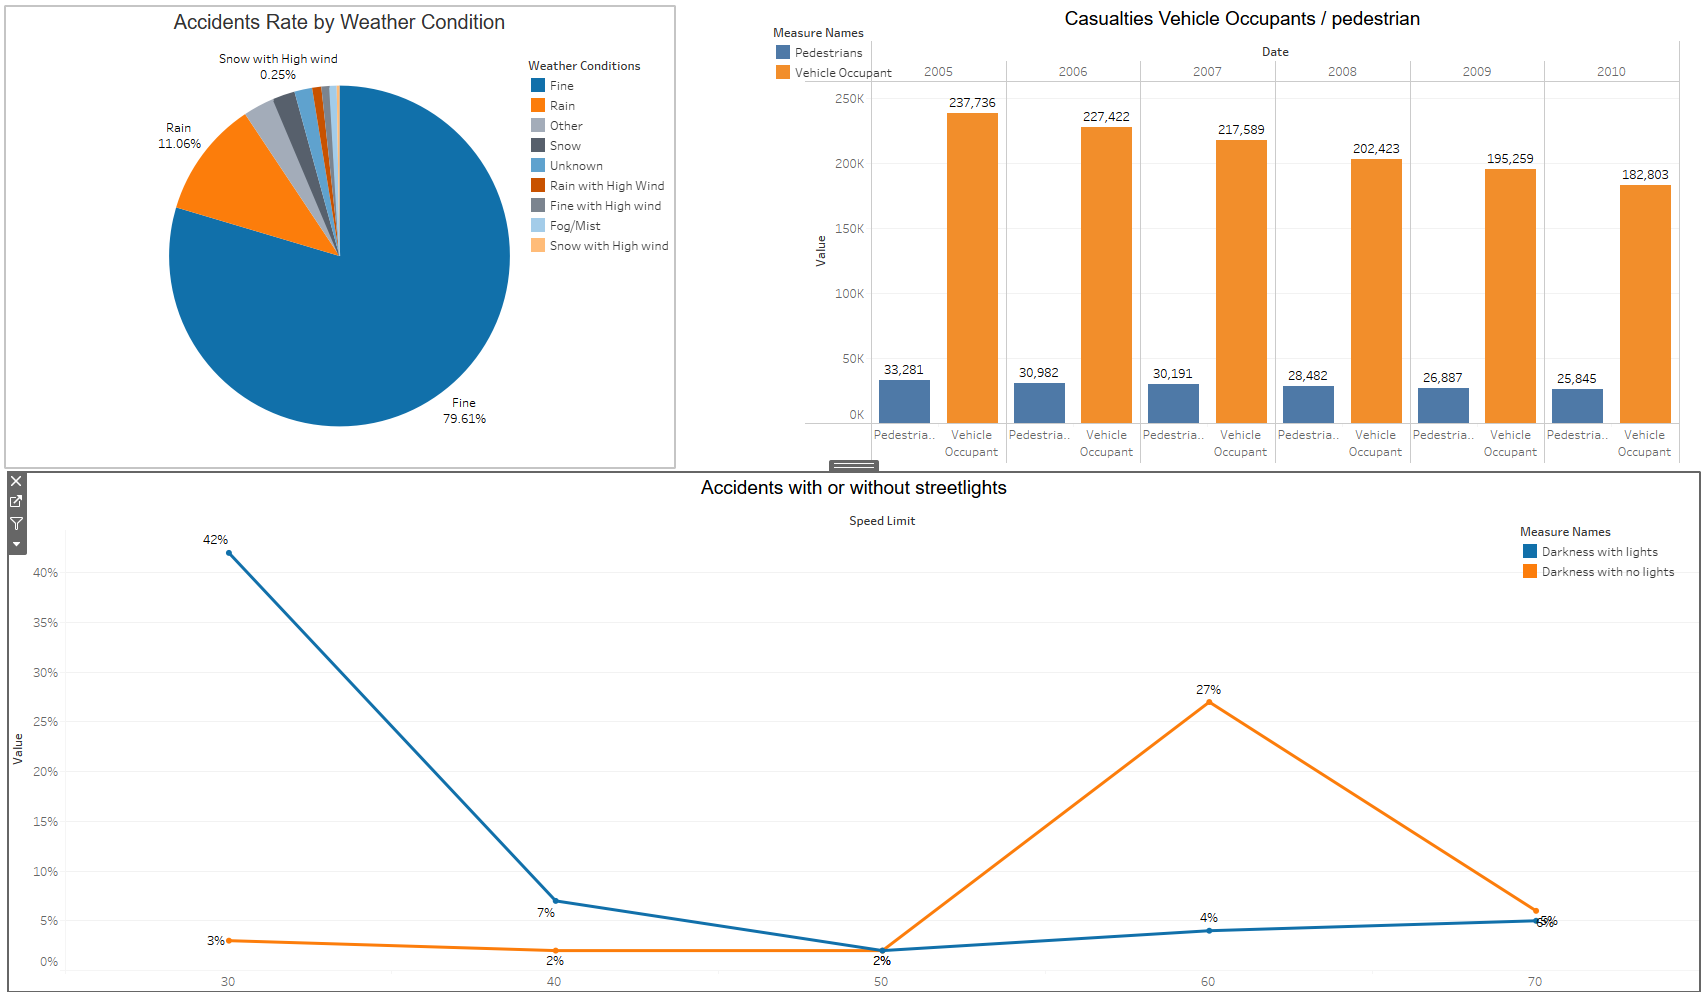 Accidents Rate by Weather Condition
Snow with High wind
0.25%
Rain
11.06%
Fine
79.61%
Weather Conditions
Fine
Rain
Other
Snow
Unknown
Rain with High Wind
Fine with High wind
Fog/Mist
Snow with High wind
Casualties Vehicle Occupants / pedestrian
Measure Names
Pedestrians
Vehicle Occupant
Date
2005 2006 2007 2008 2009 2010
250K
200K
150K
100K
50K
0K
Value
237,736
227,422
217,589
202,423
195,259
182,803
33,281
30,982
30,191
28,482
26,887
25,845
Pedestria.. Vehicle Occupant Pedestria.. Vehicle Occupant Pedestria.. Vehicle Occupant Pedestria.. Vehicle Occupant Pedestria.. Vehicle Occupant Pedestria.. Vehicle Occupant
Accidents with or without streetlights
Speed Limit
Measure Names
Darkness with lights
Darkness with no lights
40%
35%
30%
25%
20%
15%
10%
5%
0%
Value
42%
7%
2%
4%
5%
3%
2%
27%
6%
30 40 50 60 70